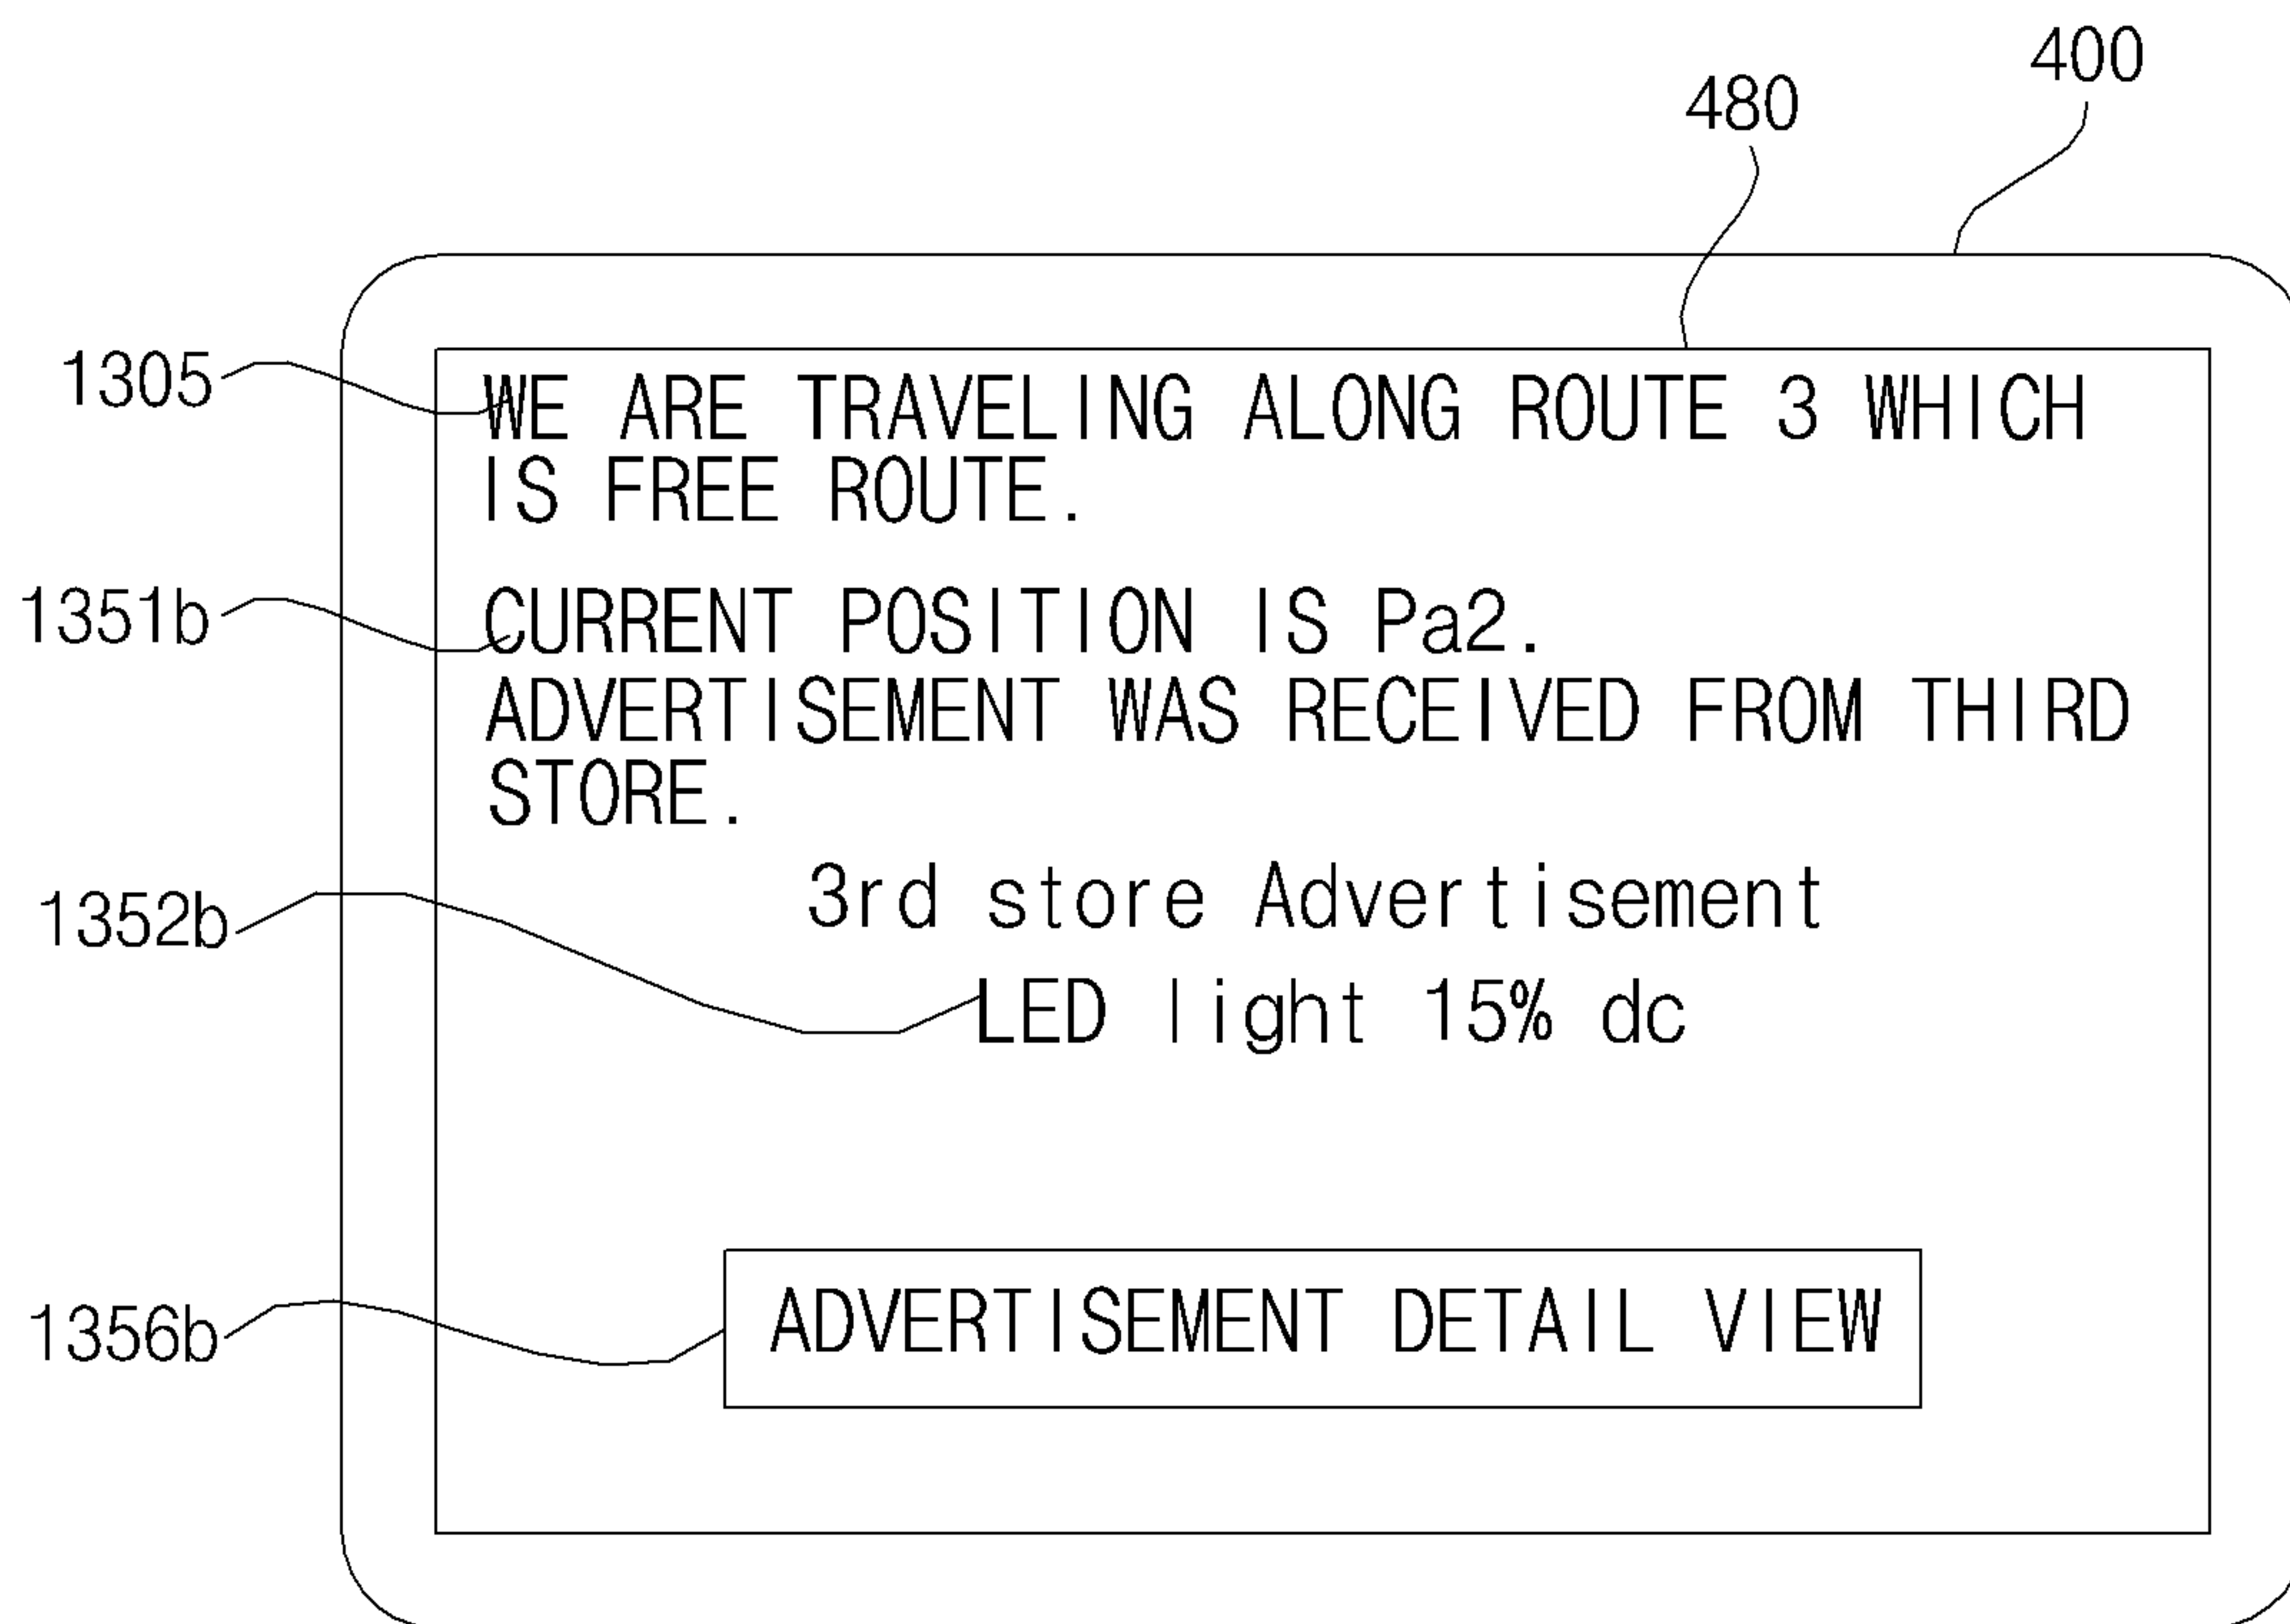 400
480
1305
WE ARE TRAVELING ALONG ROUTE 3 WHICH
IS FREE ROUTE.
1351b
CURRENT POSITION IS Pa2.
ADVERTISEMENT WAS RECEIVED FROM THIRD
STORE.
3rd store Advertisement
1352b
LED light 15% dc
1356b
ADVERTISEMENT DETAIL VIEW